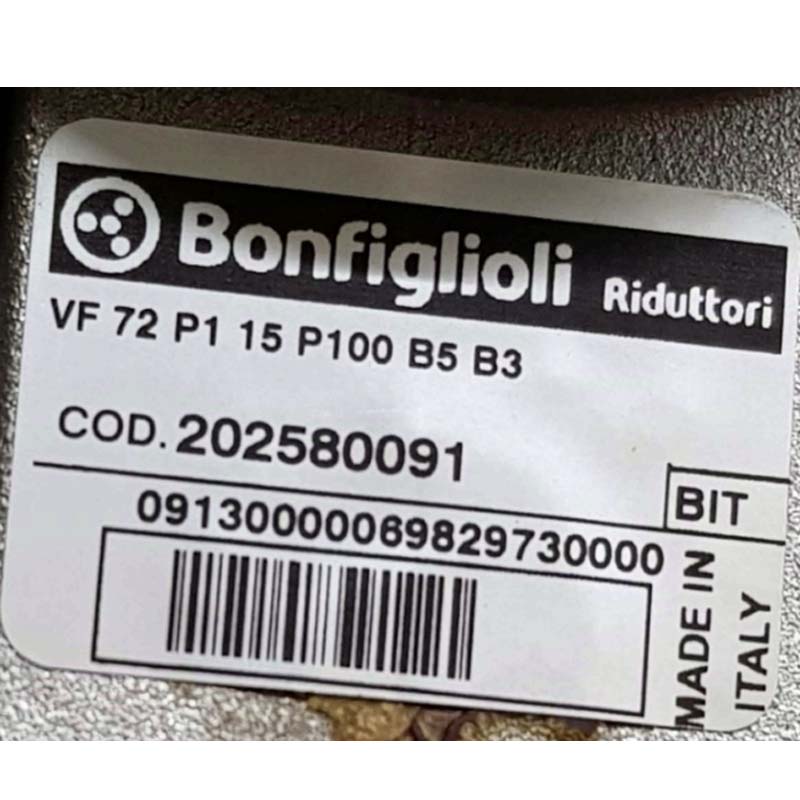 Bonfiglioli Riduttori
VF 72 P1 15 P100 B5 B3
COD. 202580091
BIT
09130000069829730000
MADE IN
ITALY